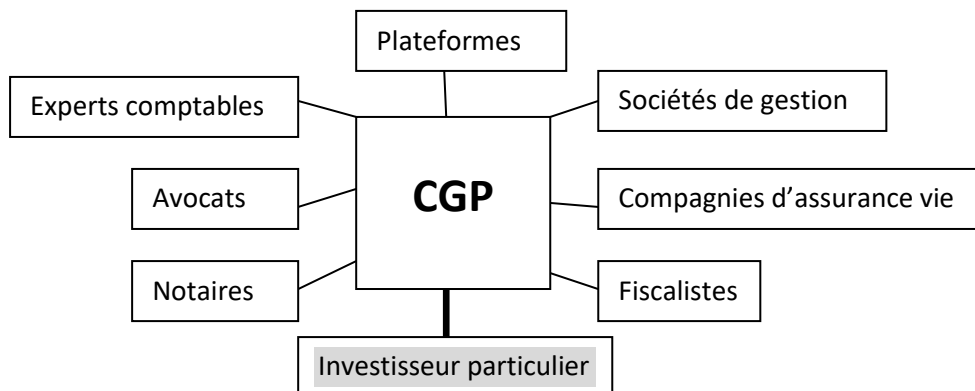 Plateformes
Experts comptables
Sociétés de gestion
Avocats
CGP
Compagnies d’assurance vie
Notaires
Fiscalistes
Investisseur particulier